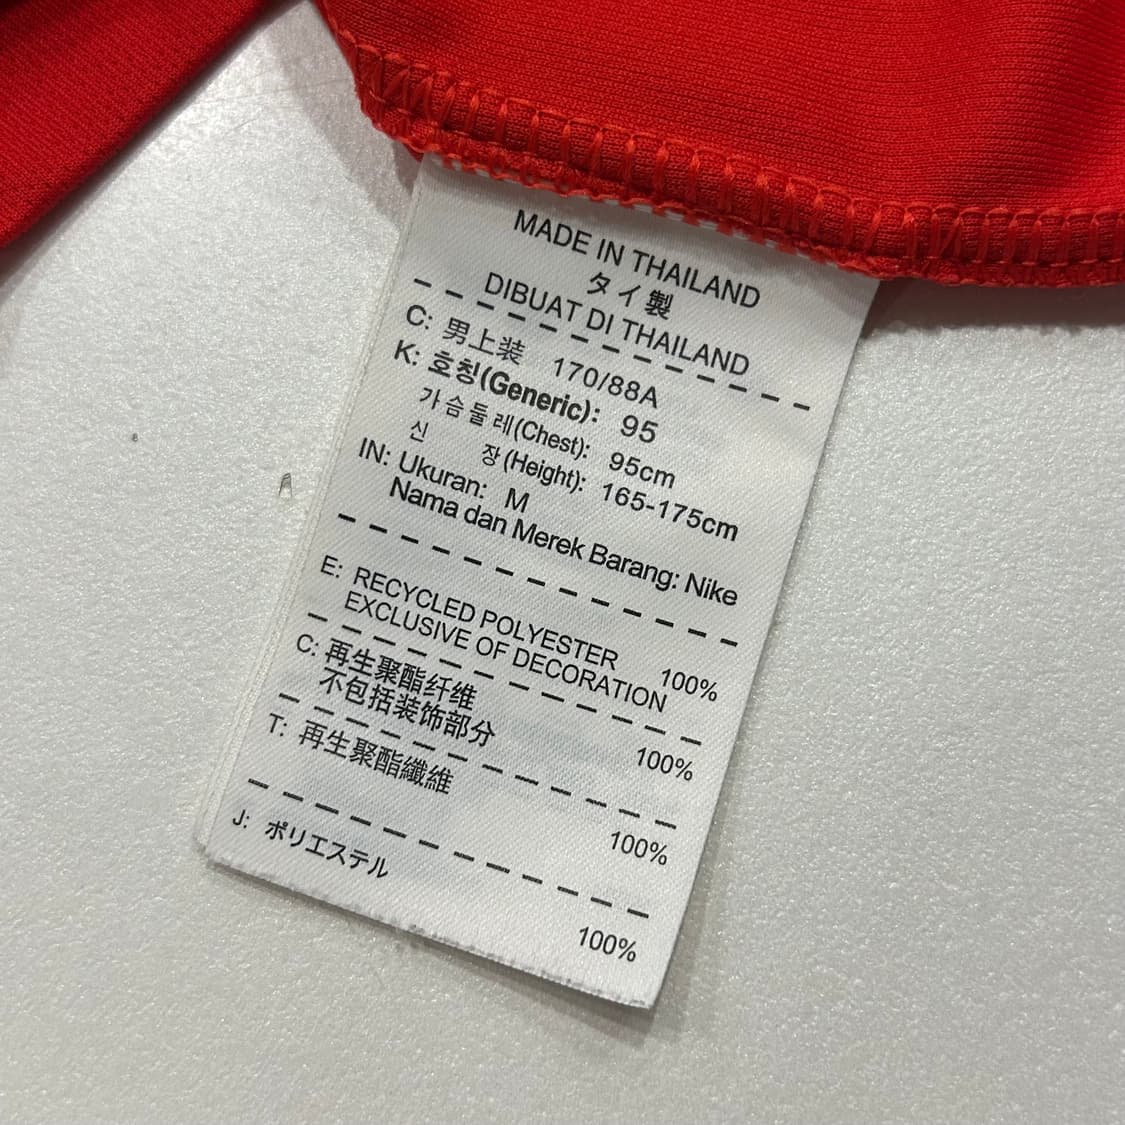 MADE IN THAILAND
タイ製
DIBUAT DI THAILAND
C: 男上装 170/88A
K: 호칭(Generic): 95
가슴둘레(Chest): 95cm
신 장(Height): 165-175cm
IN: Ukuran: M
Nama dan Merek Barang: Nike
E: RECYCLED POLYESTER 100%
EXCLUSIVE OF DECORATION
C: 再生聚酯纤维 100%
不包括装饰部分
T: 再生聚酯纖維 100%
J: ポリエステル 100%